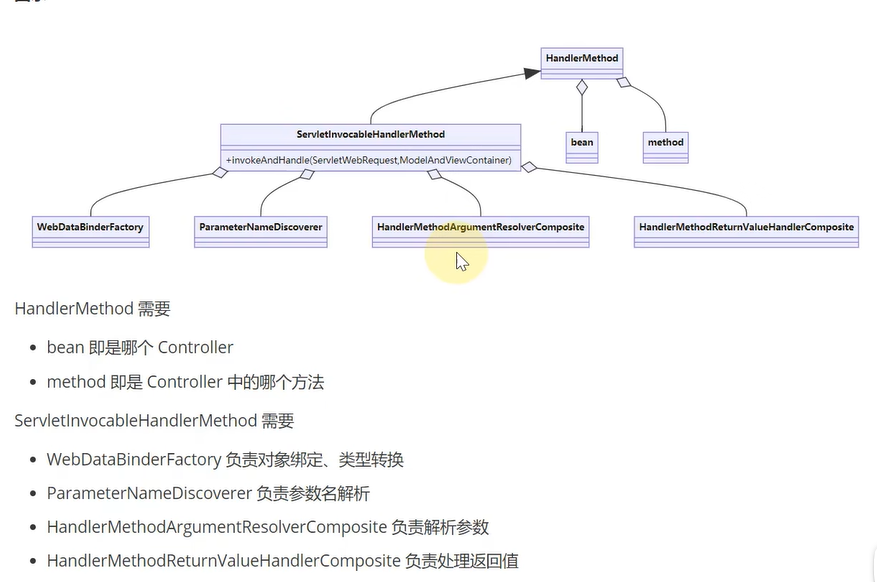 HandlerMethod
ServletInvocableHandlerMethod
+invokeAndHandle(ServletWebRequest,ModelAndViewContainer)
bean
method
WebDataBinderFactory
ParameterNameDiscoverer
HandlerMethodArgumentResolverComposite
HandlerMethodReturnValueHandlerComposite
HandlerMethod 需要
bean 即是哪个 Controller
method 即是 Controller 中的哪个方法
ServletInvocableHandlerMethod 需要
WebDataBinderFactory 负责对象绑定、类型转换
ParameterNameDiscoverer 负责参数名解析
HandlerMethodArgumentResolverComposite 负责解析参数
HandlerMethodReturnValueHandlerComposite 负责处理返回值